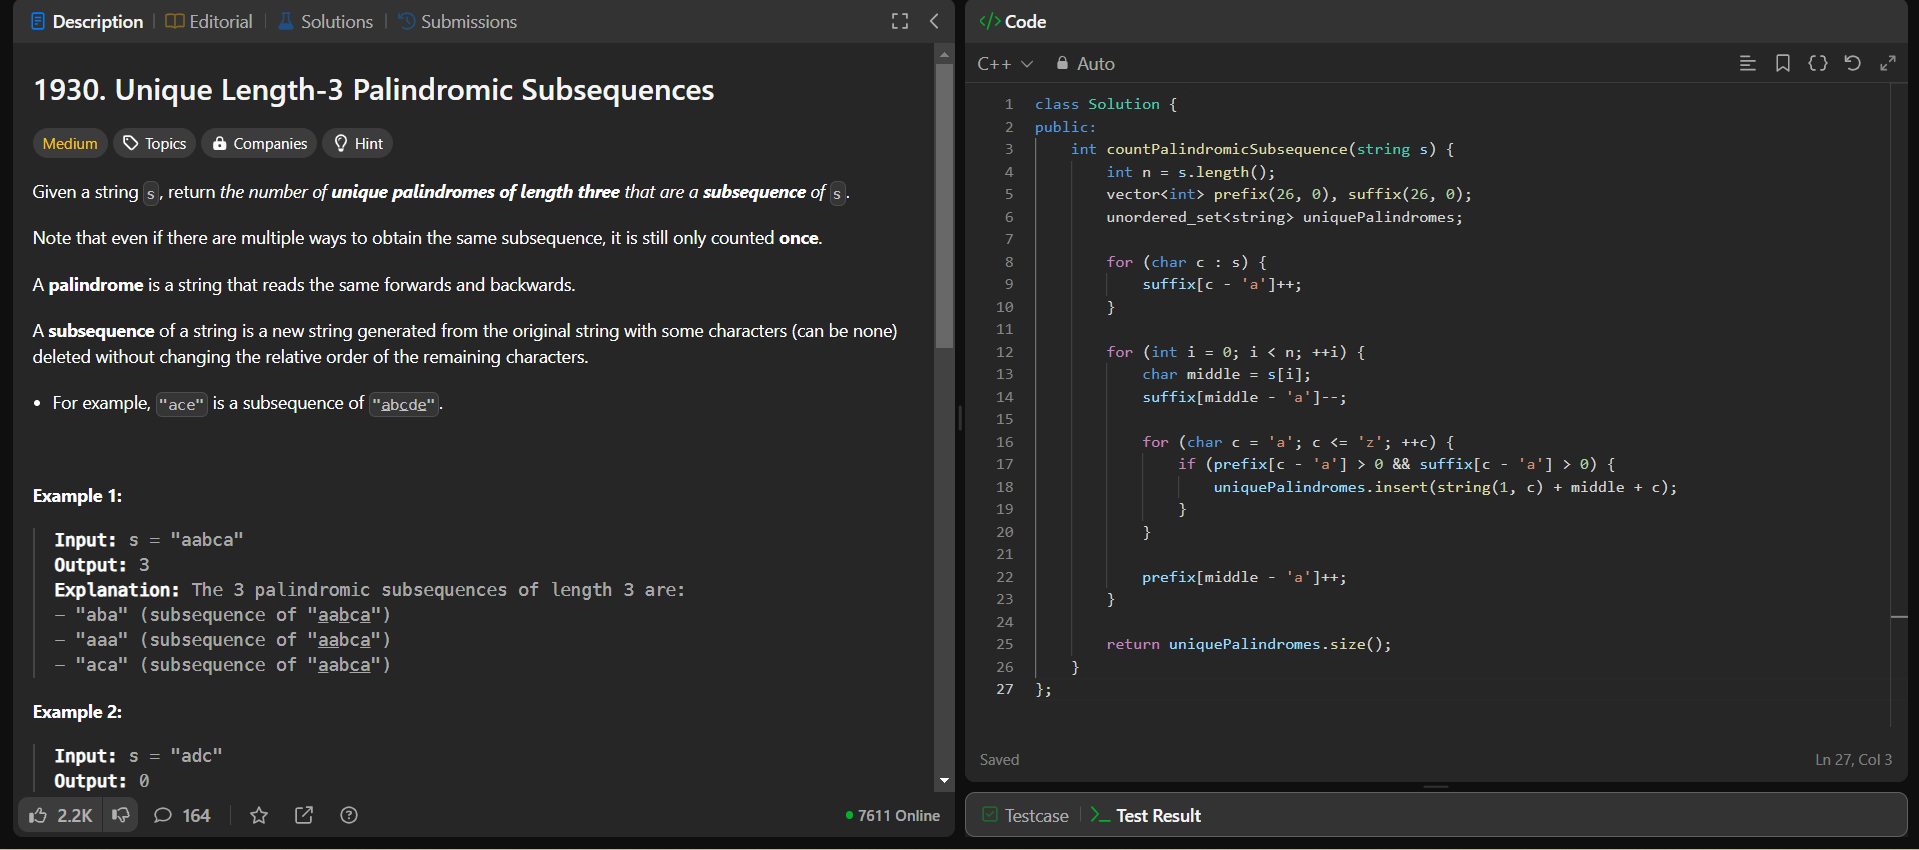 Description | Editorial | Solutions | Submissions
1930. Unique Length-3 Palindromic Subsequences
Medium Topics Companies Hint
Given a string s, return the number of unique palindromes of length three that are a subsequence of s.
Note that even if there are multiple ways to obtain the same subsequence, it is still only counted once.
A palindrome is a string that reads the same forwards and backwards.
A subsequence of a string is a new string generated from the original string with some characters (can be none)
deleted without changing the relative order of the remaining characters.
• For example, "ace" is a subsequence of "abcde".
Example 1:
Input: s = "aabca"
Output: 3
Explanation: The 3 palindromic subsequences of length 3 are:
- "aba" (subsequence of "aabca")
- "aaa" (subsequence of "aabca")
- "aca" (subsequence of "aabca")
Example 2:
Input: s = "adc"
Output: 0
2.2K 164 7611 Online
</> Code
C++ Auto
1 class Solution {
2 public:
3     int countPalindromicSubsequence(string s) {
4         int n = s.length();
5         vector<int> prefix(26, 0), suffix(26, 0);
6         unordered_set<string> uniquePalindromes;
7
8         for (char c : s) {
9             suffix[c - 'a']++;
10         }
11
12         for (int i = 0; i < n; ++i) {
13             char middle = s[i];
14             suffix[middle - 'a']--;
15
16             for (char c = 'a'; c <= 'z'; ++c) {
17                 if (prefix[c - 'a'] > 0 && suffix[c - 'a'] > 0) {
18                     uniquePalindromes.insert(string(1, c) + middle + c);
19                 }
20             }
21
22             prefix[middle - 'a']++;
23         }
24
25         return uniquePalindromes.size();
26     }
27 };
Saved Ln 27, Col 3
Testcase | >_ Test Result